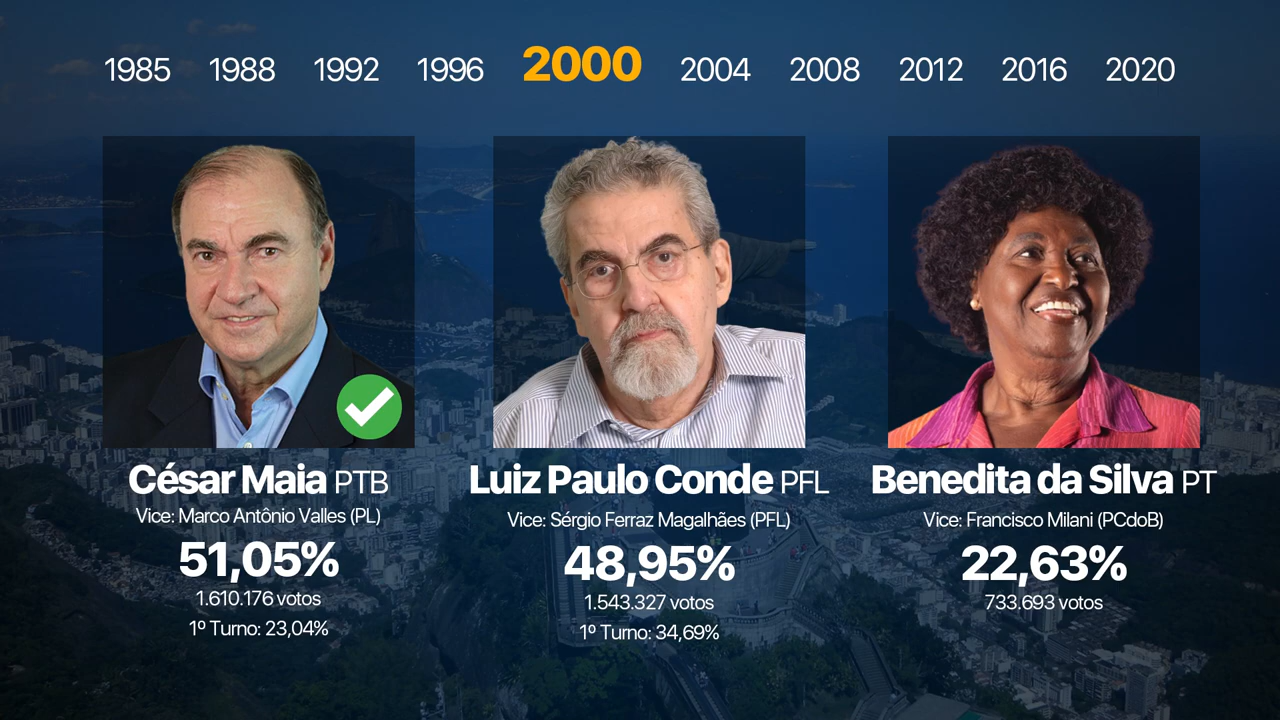 1985 1988 1992 1996 2000 2004 2008 2012 2016 2020
César Maia PTB
Vice: Marco Antônio Valles (PL)
51,05%
1.610.176 votos
1º Turno: 23,04%
Luiz Paulo Conde PFL
Vice: Sérgio Ferraz Magalhães (PFL)
48,95%
1.543.327 votos
1º Turno: 34,69%
Benedita da Silva PT
Vice: Francisco Milani (PCdoB)
22,63%
733.693 votos